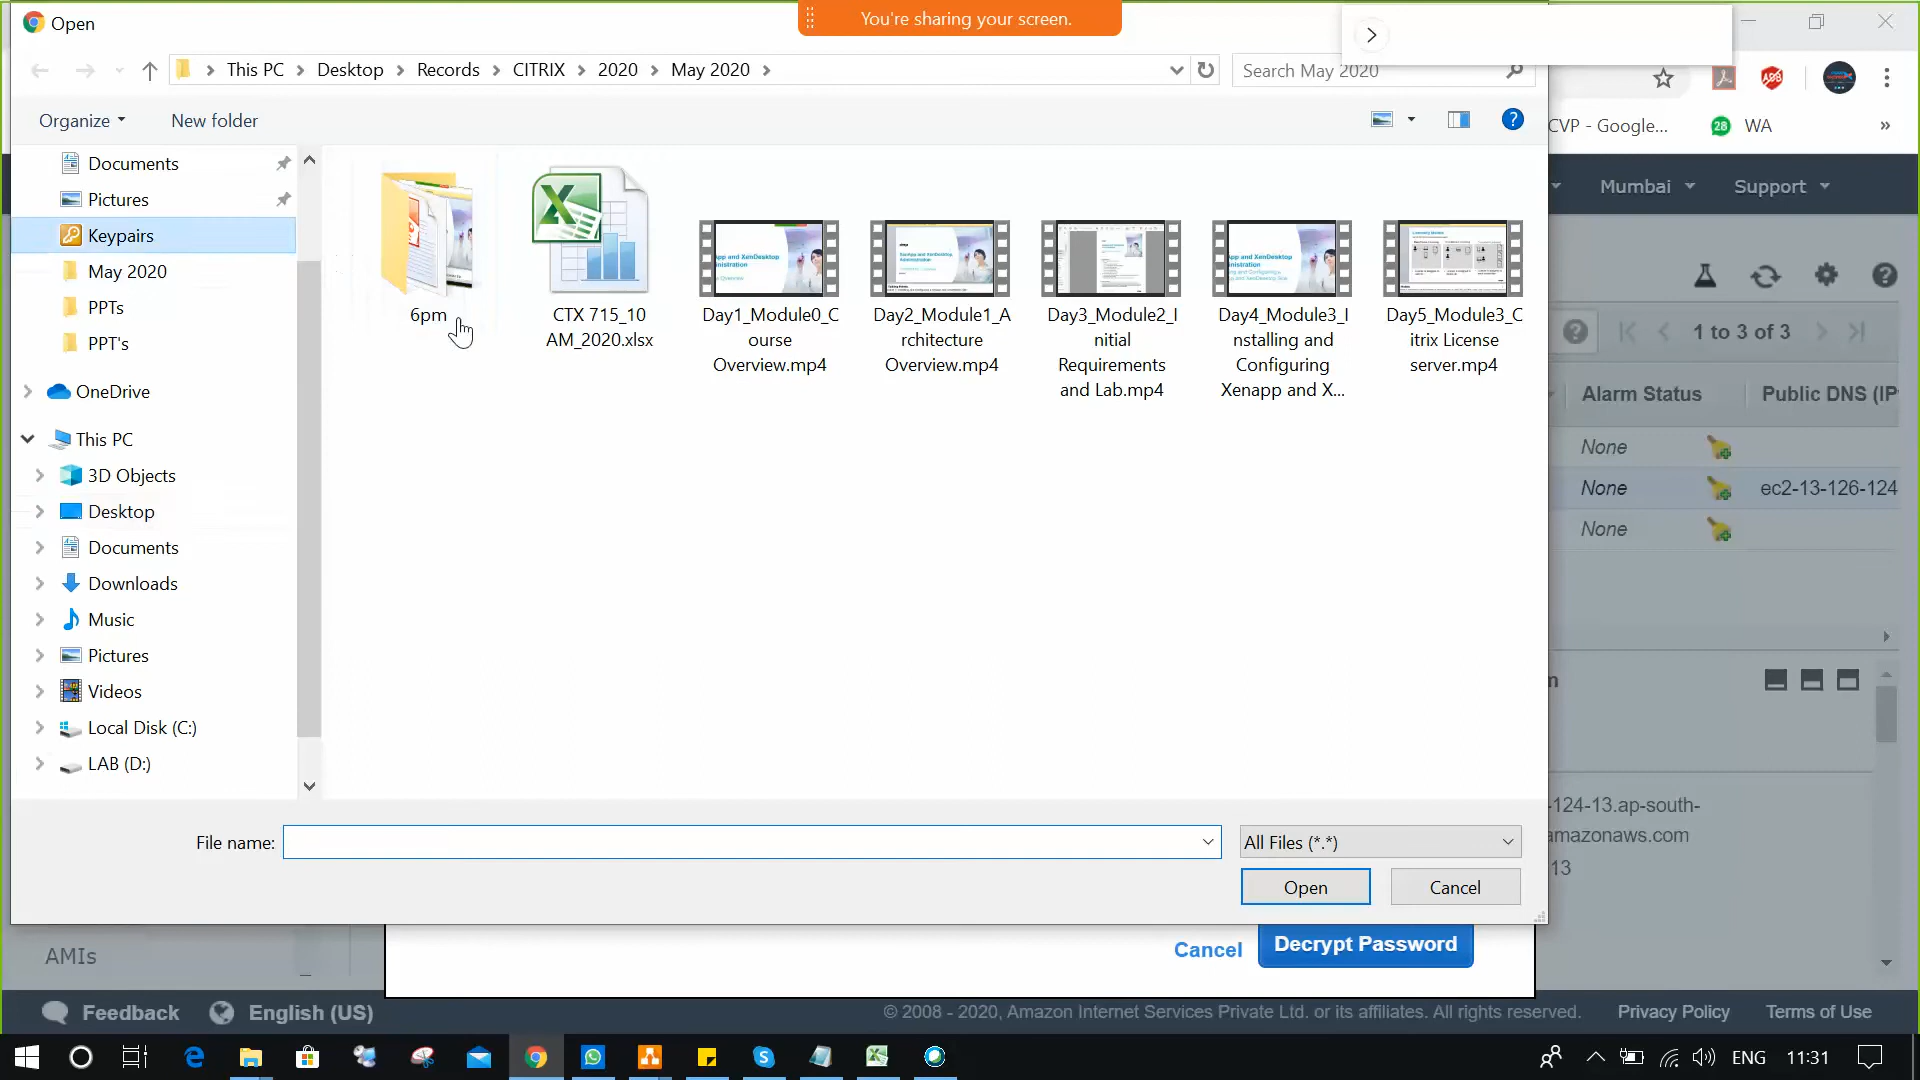 Open
You're sharing your screen.
This PC
Desktop
Records
CITRIX
2020
May 2020
Search May 2020
Organize
New folder
CVP - Google...
28
WA
Documents
Pictures
Keypairs
May 2020
PPTs
PPT's
OneDrive
This PC
3D Objects
Desktop
Documents
Downloads
Music
Pictures
Videos
Local Disk (C:)
LAB (D:)
6pm
CTX 715_10
AM_2020.xlsx
Day1_Module0_C
ourse
Overview.mp4
Day2_Module1_A
rchitecture
Overview.mp4
Day3_Module2_I
nitial
Requirements
and Lab.mp4
Day4_Module3_I
nstalling and
Configuring
Xenapp and X...
Day5_Module3_C
itrix License
server.mp4
Mumbai
Support
1 to 3 of 3
Alarm Status
Public DNS (IP
None
None
ec2-13-126-124
None
-124-13.ap-south-
amazonaws.com
13
File name:
All Files (*.*)
Open
Cancel
AMIs
Cancel
Decrypt Password
Feedback
English (US)
© 2008 - 2020, Amazon Internet Services Private Ltd. or its affiliates. All rights reserved.
Privacy Policy
Terms of Use
ENG
11:31